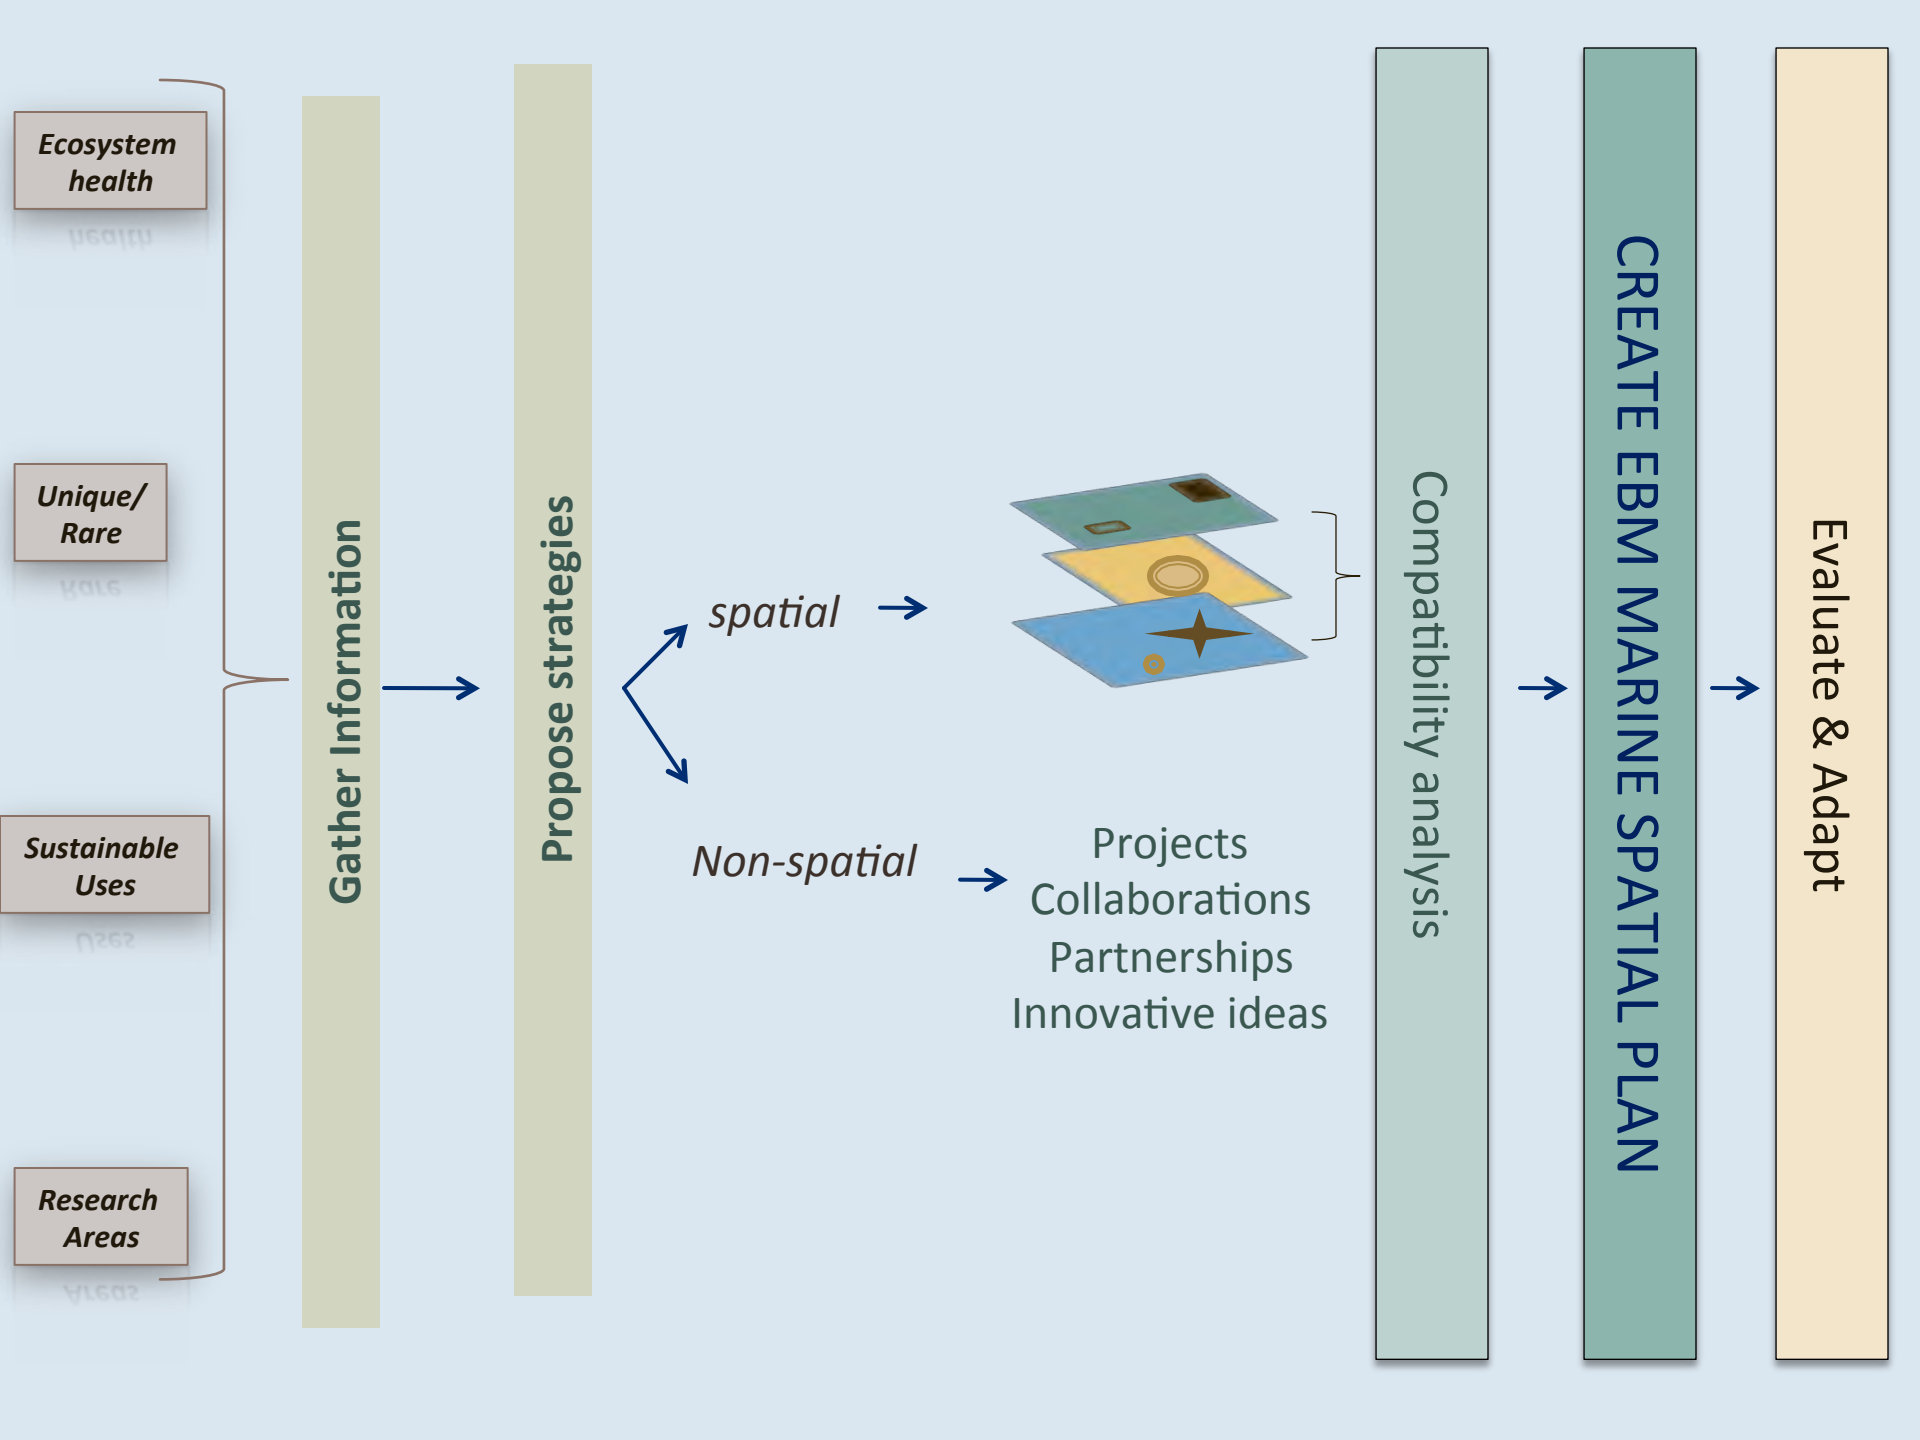 Ecosystem
health
Unique/
Rare
Sustainable
Uses
Research
Areas
Gather Information
Propose strategies
spatial
Non-spatial
Projects
Collaborations
Partnerships
Innovative ideas
Compatibility analysis
CREATE EBM MARINE SPATIAL PLAN
Evaluate & Adapt